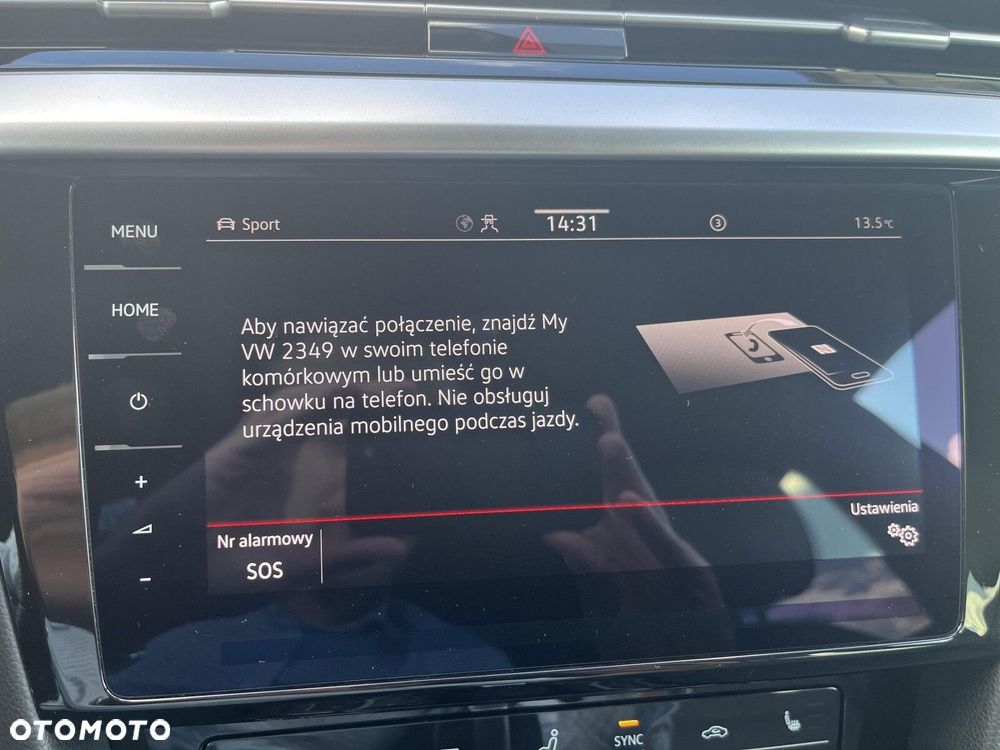 MENU
Sport
14:31
3
13.5°C
HOME
Aby nawiązać połączenie, znajdź My
VW 2349 w swoim telefonie
komórkowym lub umieść go w
schowku na telefon. Nie obsługuj
urządzenia mobilnego podczas jazdy.
+
-
Nr alarmowy
SOS
Ustawienia
SYNC
OTOMOTO